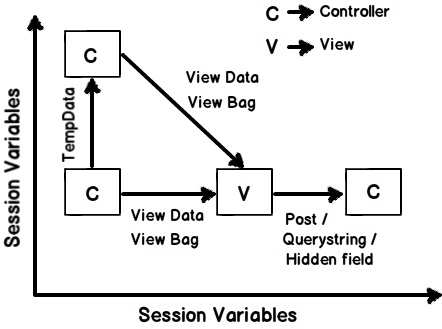 C → Controller
V → View
C
View Data
View Bag
TempData
C
View Data
View Bag
V
Post /
Querystring /
Hidden field
C
Session Variables
Session Variables